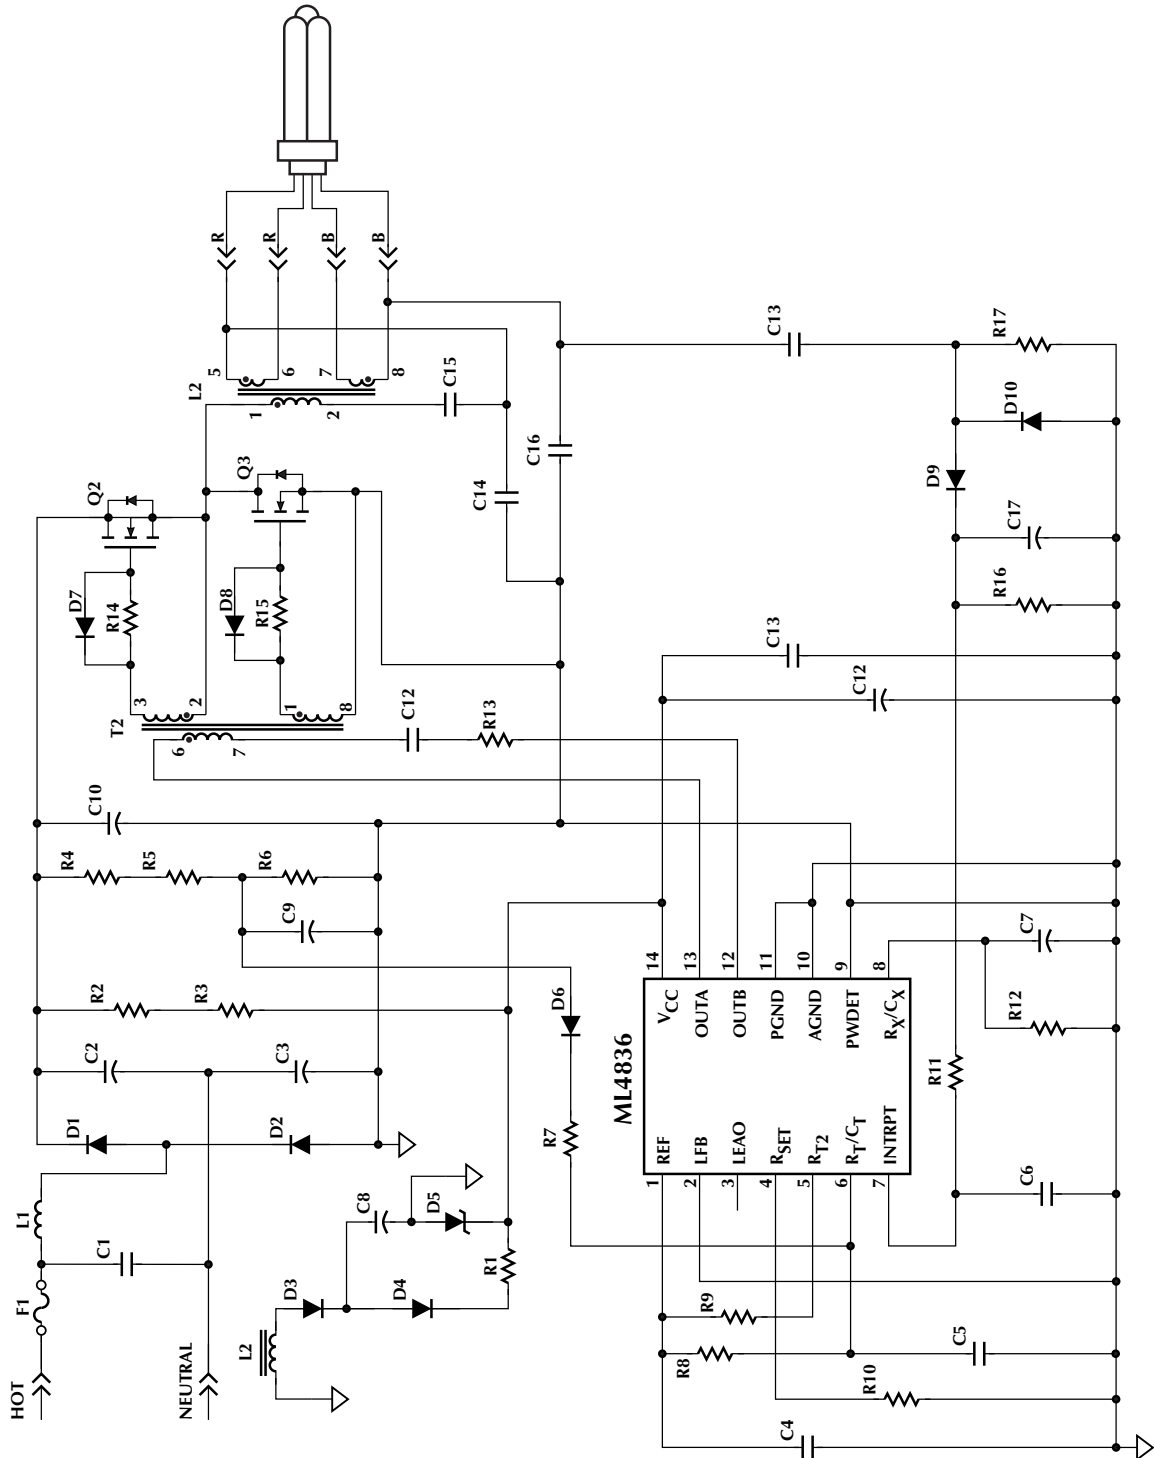 HOT
F1
L1
C1
NEUTRAL
D1
D2
C2
C3
R2
R3
R4
R5
R6
C9
C10
L2
D3
D4
C8
D5
R1
T2
6
7
3
2
1
8
D7
R14
Q2
D8
R15
Q3
C12
R13
L2
1
2
5
6
7
8
R
R
B
B
C15
C14
C16
D6
R7
ML4836
1
2
3
4
5
6
7
REF
LFB
LEAO
RSET
RT2
RT/CT
INTRPT
VCC
OUTA
OUTB
PGND
AGND
PWDET
RX/CX
14
13
12
11
10
9
8
R8
R9
R10
C4
C5
C6
R11
R12
C7
C12
C13
R16
C17
D9
D10
C13
R17